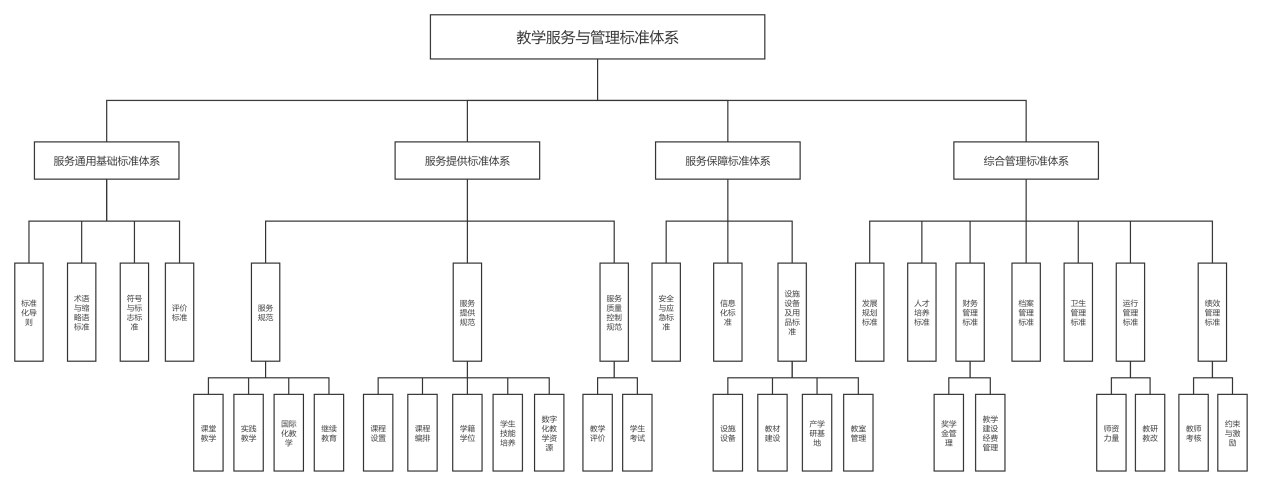 教学服务与管理标准体系
服务通用基础标准体系
服务提供标准体系
服务保障标准体系
综合管理标准体系
标准
化导
则
术语
与缩
略语
标准
符号
与标
志标
准
评价
标准
服务
规范
服务
提供
规范
服务
质量
控制
规范
安全
与应
急标
准
信息
化标
准
设施
设备
及用
品标
准
发展
规划
标准
人才
培养
标准
财务
管理
标准
档案
管理
标准
卫生
管理
标准
运行
管理
标准
绩效
管理
标准
课堂
教学
实践
教学
国际
化教
学
继续
教育
课程
设置
课程
编排
学籍
学位
学生
技能
培养
数字
化教
学资
源
教学
评价
学生
考试
设施
设备
教材
建设
产学
研基
地
教室
管理
奖学
金管
理
教学
建设
经费
管理
师资
力量
教研
教改
教师
考核
约束
与激
励